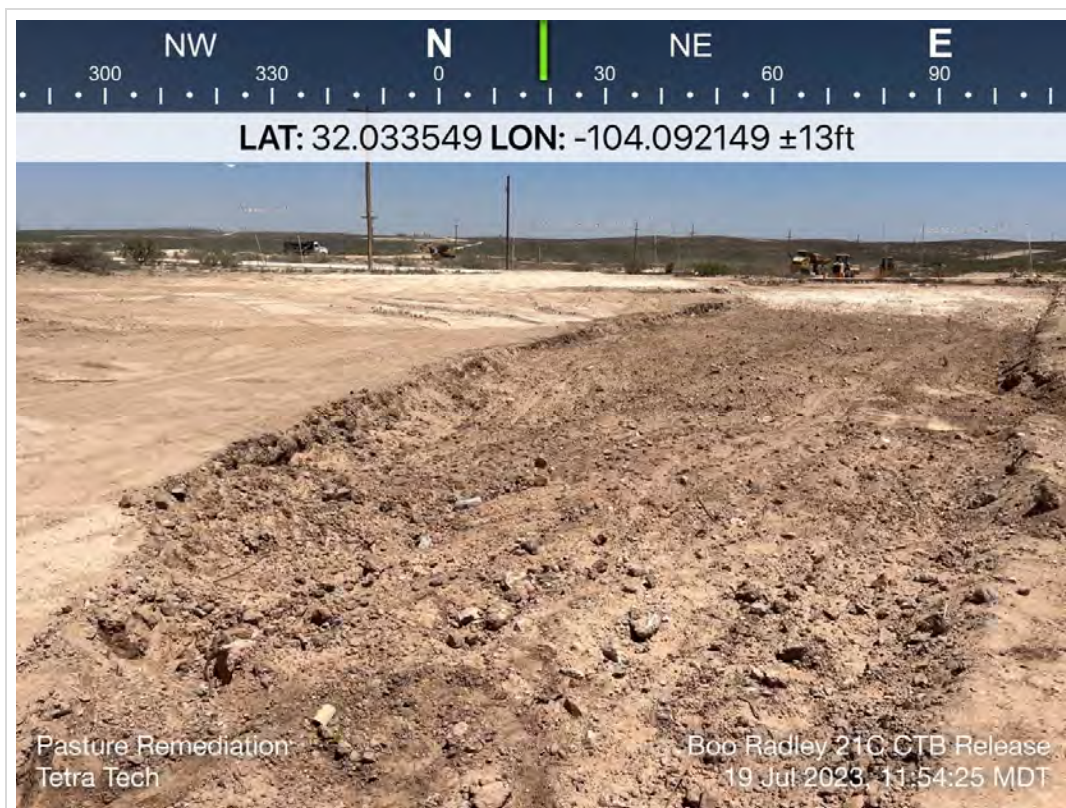 NW N NE E
300 330 0 30 60 90
LAT: 32.033549 LON: -104.092149 ±13ft
Pasture Remediation
Tetra Tech
Boo Radley 21C CTB Release
19 Jul 2023, 11:54:25 MDT